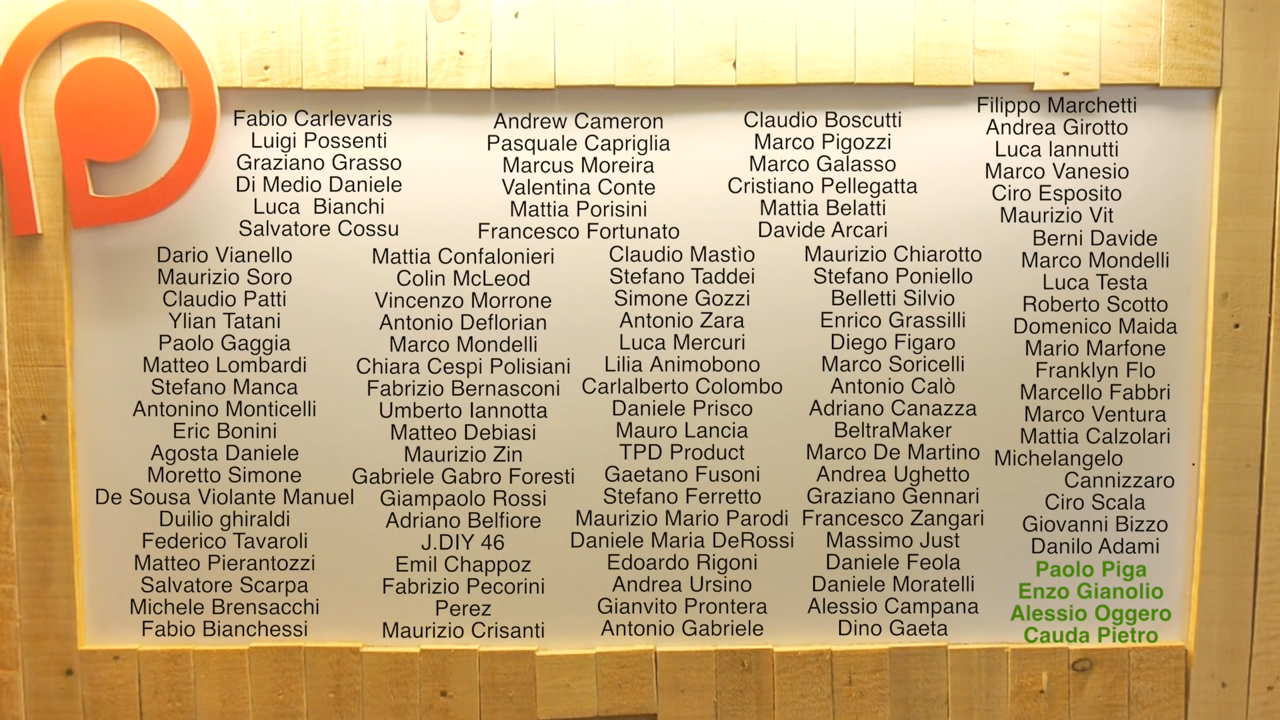 Fabio Carlevaris
Luigi Possenti
Graziano Grasso
Di Medio Daniele
Luca  Bianchi
Salvatore Cossu
Dario Vianello
Maurizio Soro
Claudio Patti
Ylian Tatani
Paolo Gaggia
Matteo Lombardi
Stefano Manca
Antonino Monticelli
Eric Bonini
Agosta Daniele
Moretto Simone
De Sousa Violante Manuel
Duilio ghiraldi
Federico Tavaroli
Matteo Pierantozzi
Salvatore Scarpa
Michele Brensacchi
Fabio Bianchessi
Andrew Cameron
Pasquale Capriglia
Marcus Moreira
Valentina Conte
Mattia Porisini
Francesco Fortunato
Mattia Confalonieri
Colin McLeod
Vincenzo Morrone
Antonio Deflorian
Marco Mondelli
Chiara Cespi Polisiani
Fabrizio Bernasconi
Umberto Iannotta
Matteo Debiasi
Maurizio Zin
Gabriele Gabro Foresti
Giampaolo Rossi
Adriano Belfiore
J.DIY 46
Emil Chappoz
Fabrizio Pecorini
Perez
Maurizio Crisanti
Claudio Mastìo
Stefano Taddei
Simone Gozzi
Antonio Zara
Luca Mercuri
Lilia Animobono
Carlalberto Colombo
Daniele Prisco
Mauro Lancia
TPD Product
Gaetano Fusoni
Stefano Ferretto
Maurizio Mario Parodi
Daniele Maria DeRossi
Edoardo Rigoni
Andrea Ursino
Gianvito Prontera
Antonio Gabriele
Claudio Boscutti
Marco Pigozzi
Marco Galasso
Cristiano Pellegatta
Mattia Belatti
Davide Arcari
Maurizio Chiarotto
Stefano Poniello
Belletti Silvio
Enrico Grassilli
Diego Figaro
Marco Soricelli
Antonio Calò
Adriano Canazza
BeltraMaker
Marco De Martino
Andrea Ughetto
Graziano Gennari
Francesco Zangari
Massimo Just
Daniele Feola
Daniele Moratelli
Alessio Campana
Dino Gaeta
Filippo Marchetti
Andrea Girotto
Luca Iannutti
Marco Vanesio
Ciro Esposito
Maurizio Vit
Berni Davide
Marco Mondelli
Luca Testa
Roberto Scotto
Domenico Maida
Mario Marfone
Franklyn Flo
Marcello Fabbri
Marco Ventura
Mattia Calzolari
Michelangelo
Cannizzaro
Ciro Scala
Giovanni Bizzo
Danilo Adami
Paolo Piga
Enzo Gianolio
Alessio Oggero
Cauda Pietro